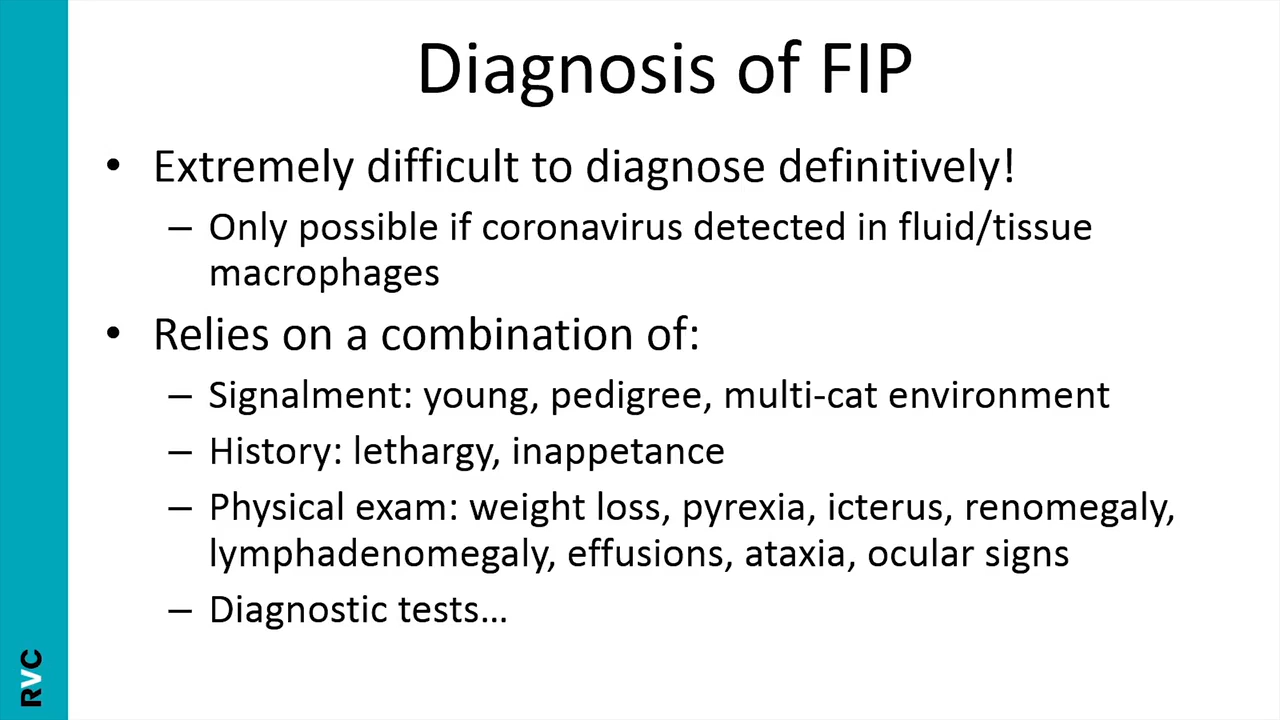 Diagnosis of FIP
• Extremely difficult to diagnose definitively!
– Only possible if coronavirus detected in fluid/tissue
macrophages
• Relies on a combination of:
– Signalment: young, pedigree, multi-cat environment
– History: lethargy, inappetance
– Physical exam: weight loss, pyrexia, icterus, renomegaly,
lymphadenomegaly, effusions, ataxia, ocular signs
– Diagnostic tests…
RVC